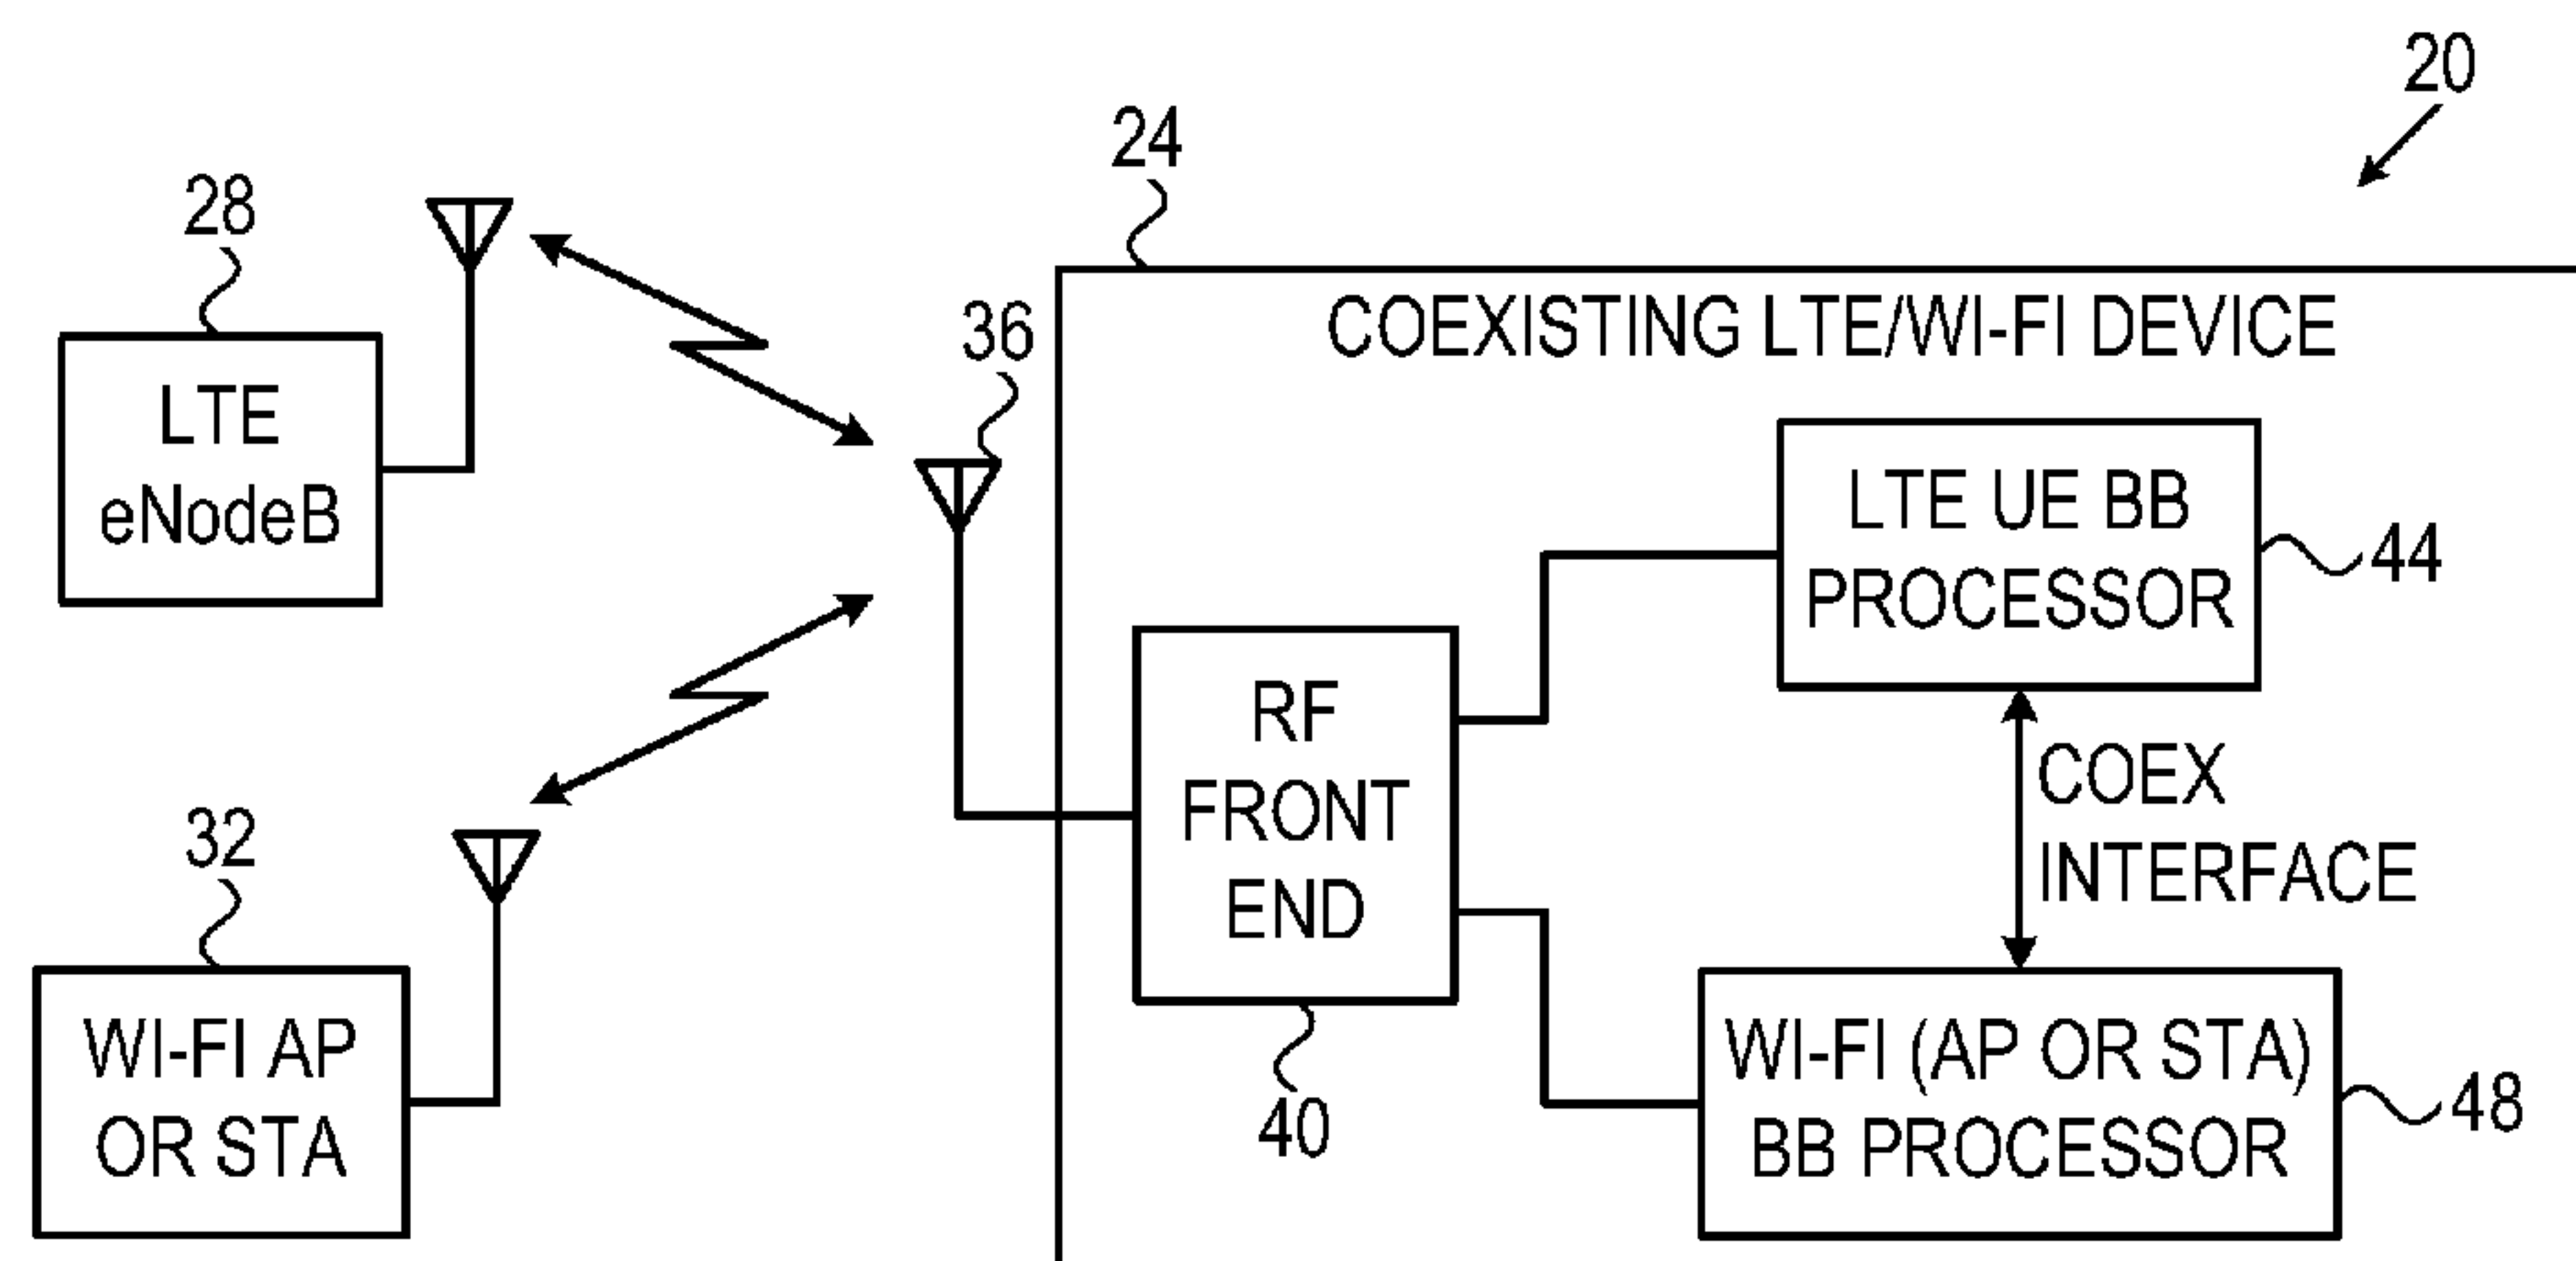 20
24
28
36
COEXISTING LTE/WI-FI DEVICE
LTE
eNodeB
LTE UE BB
PROCESSOR
44
RF
FRONT
END
COEX
INTERFACE
32
WI-FI AP
OR STA
40
WI-FI (AP OR STA)
BB PROCESSOR
48